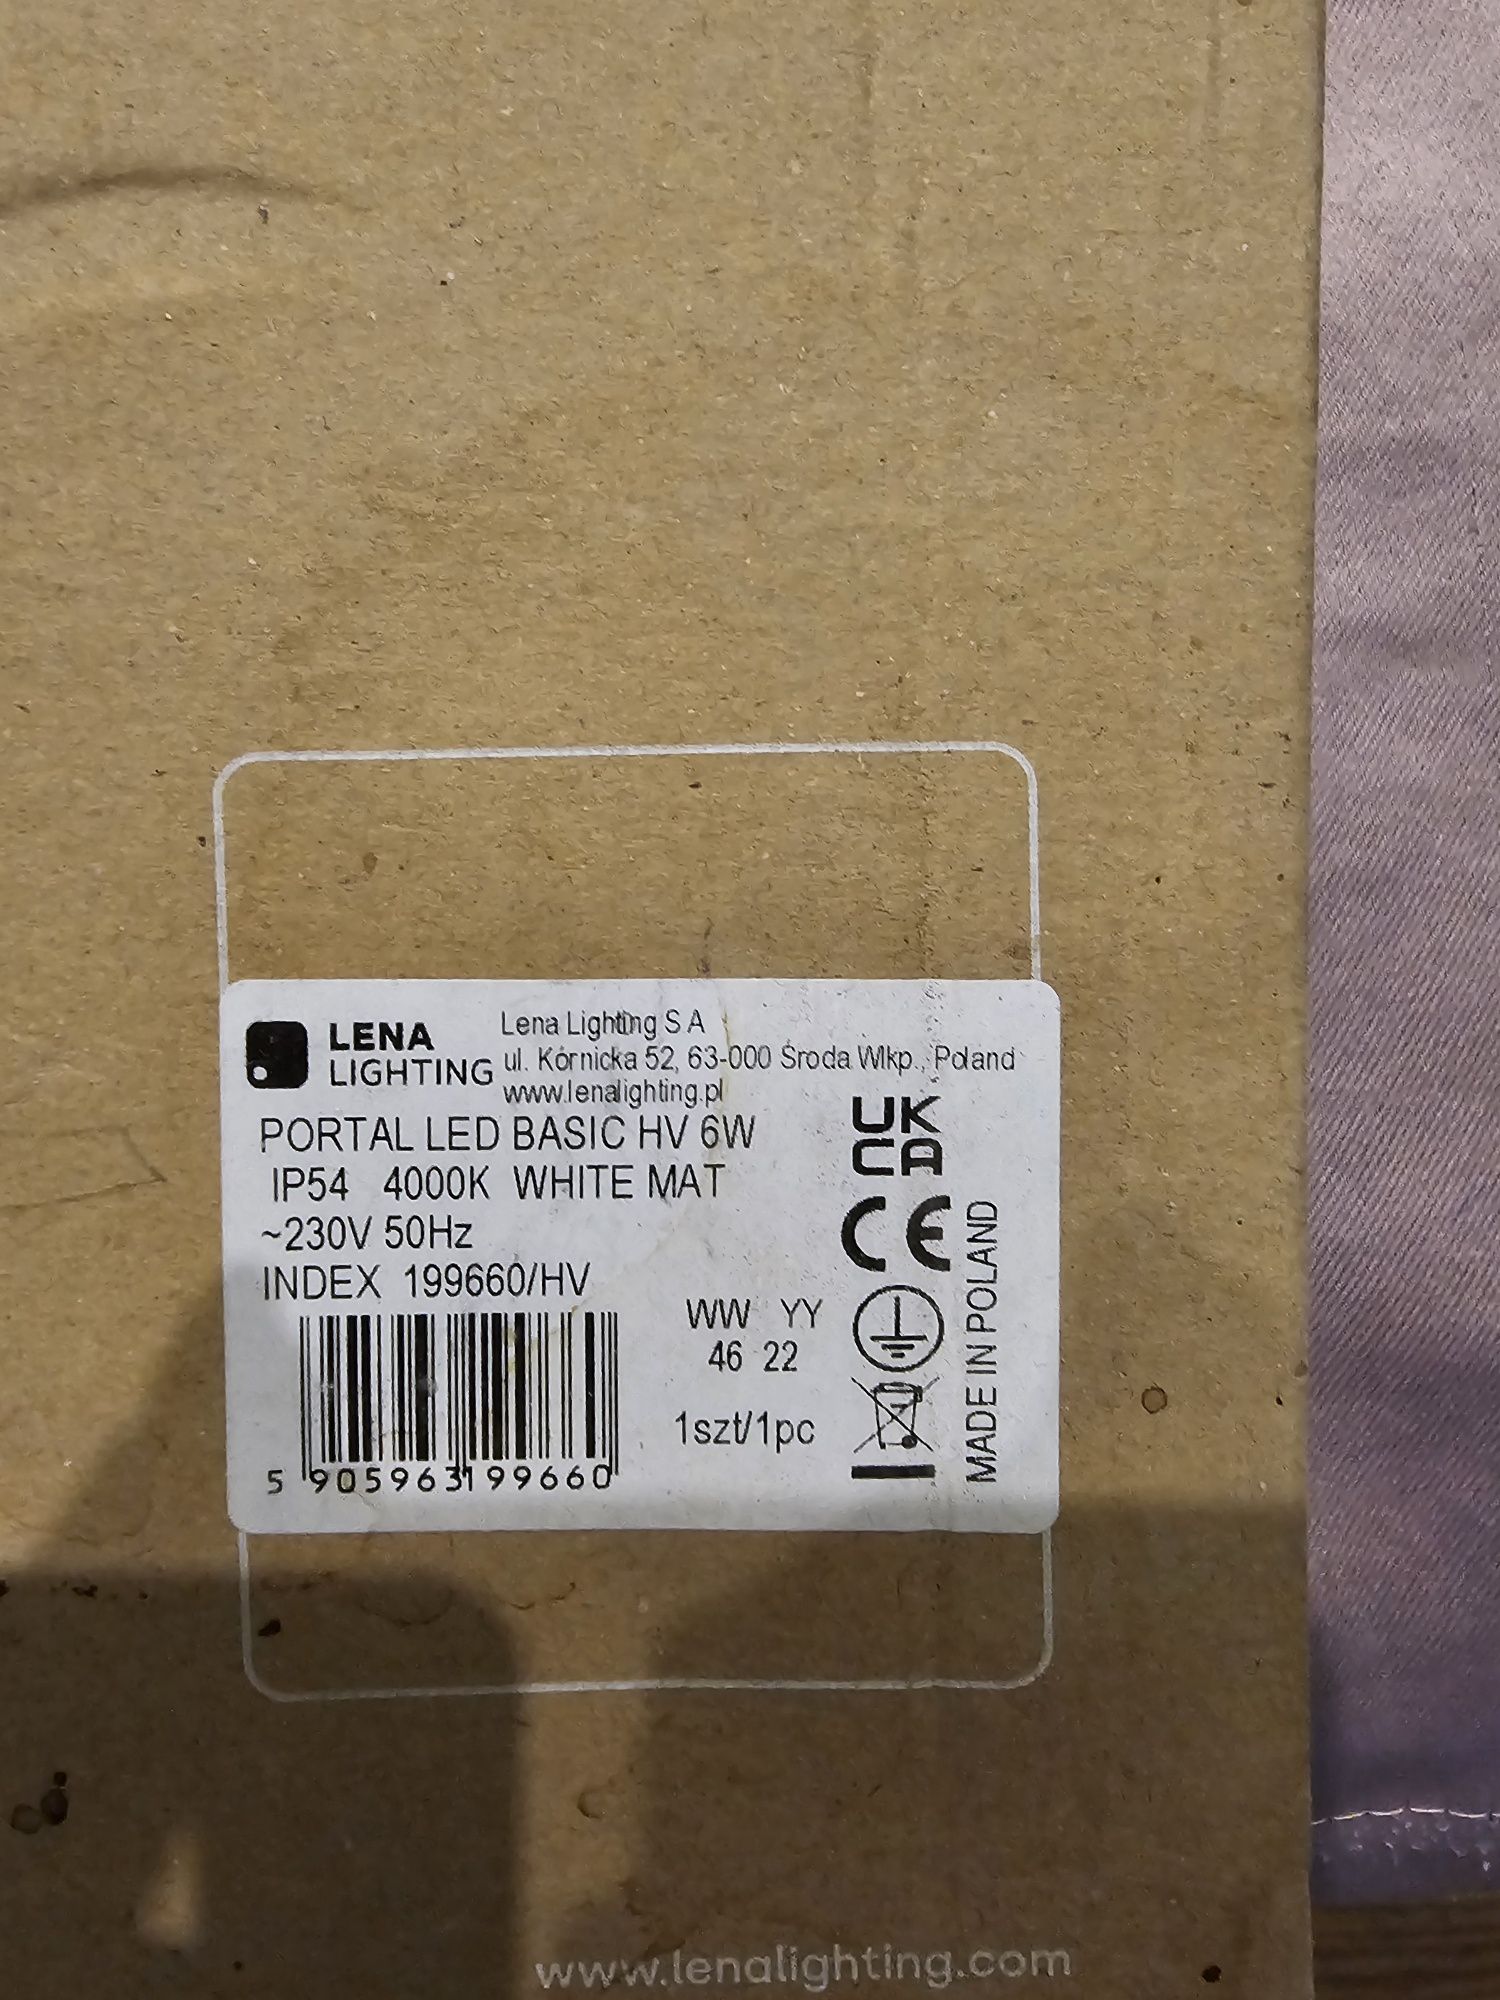 LENA
LIGHTING
Lena Lighting S A
ul. Kórnicka 52, 63-000 Środa Wlkp., Poland
www.lenalighting.pl
PORTAL LED BASIC HV 6W
IP54 4000K WHITE MAT
~230V 50Hz
INDEX 199660/HV
WW YY
46 22
1szt/1pc
5 905963 199660
UK
CA
CE
MADE IN POLAND
www.lenalighting.com